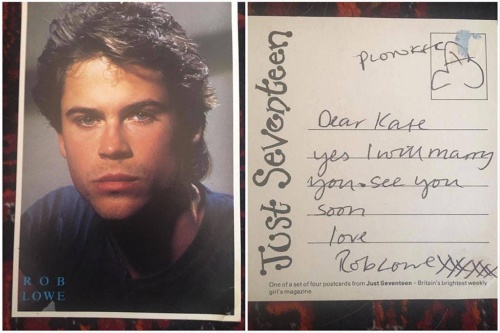 ROB
LOWE
Just Seventeen
PLONKER
Dear Kate
yes I will marry
you. see you
soon
love
Rob Lowe xxxxx
One of a set of four postcards from Just Seventeen – Britain's brightest weekly
girl's magazine.